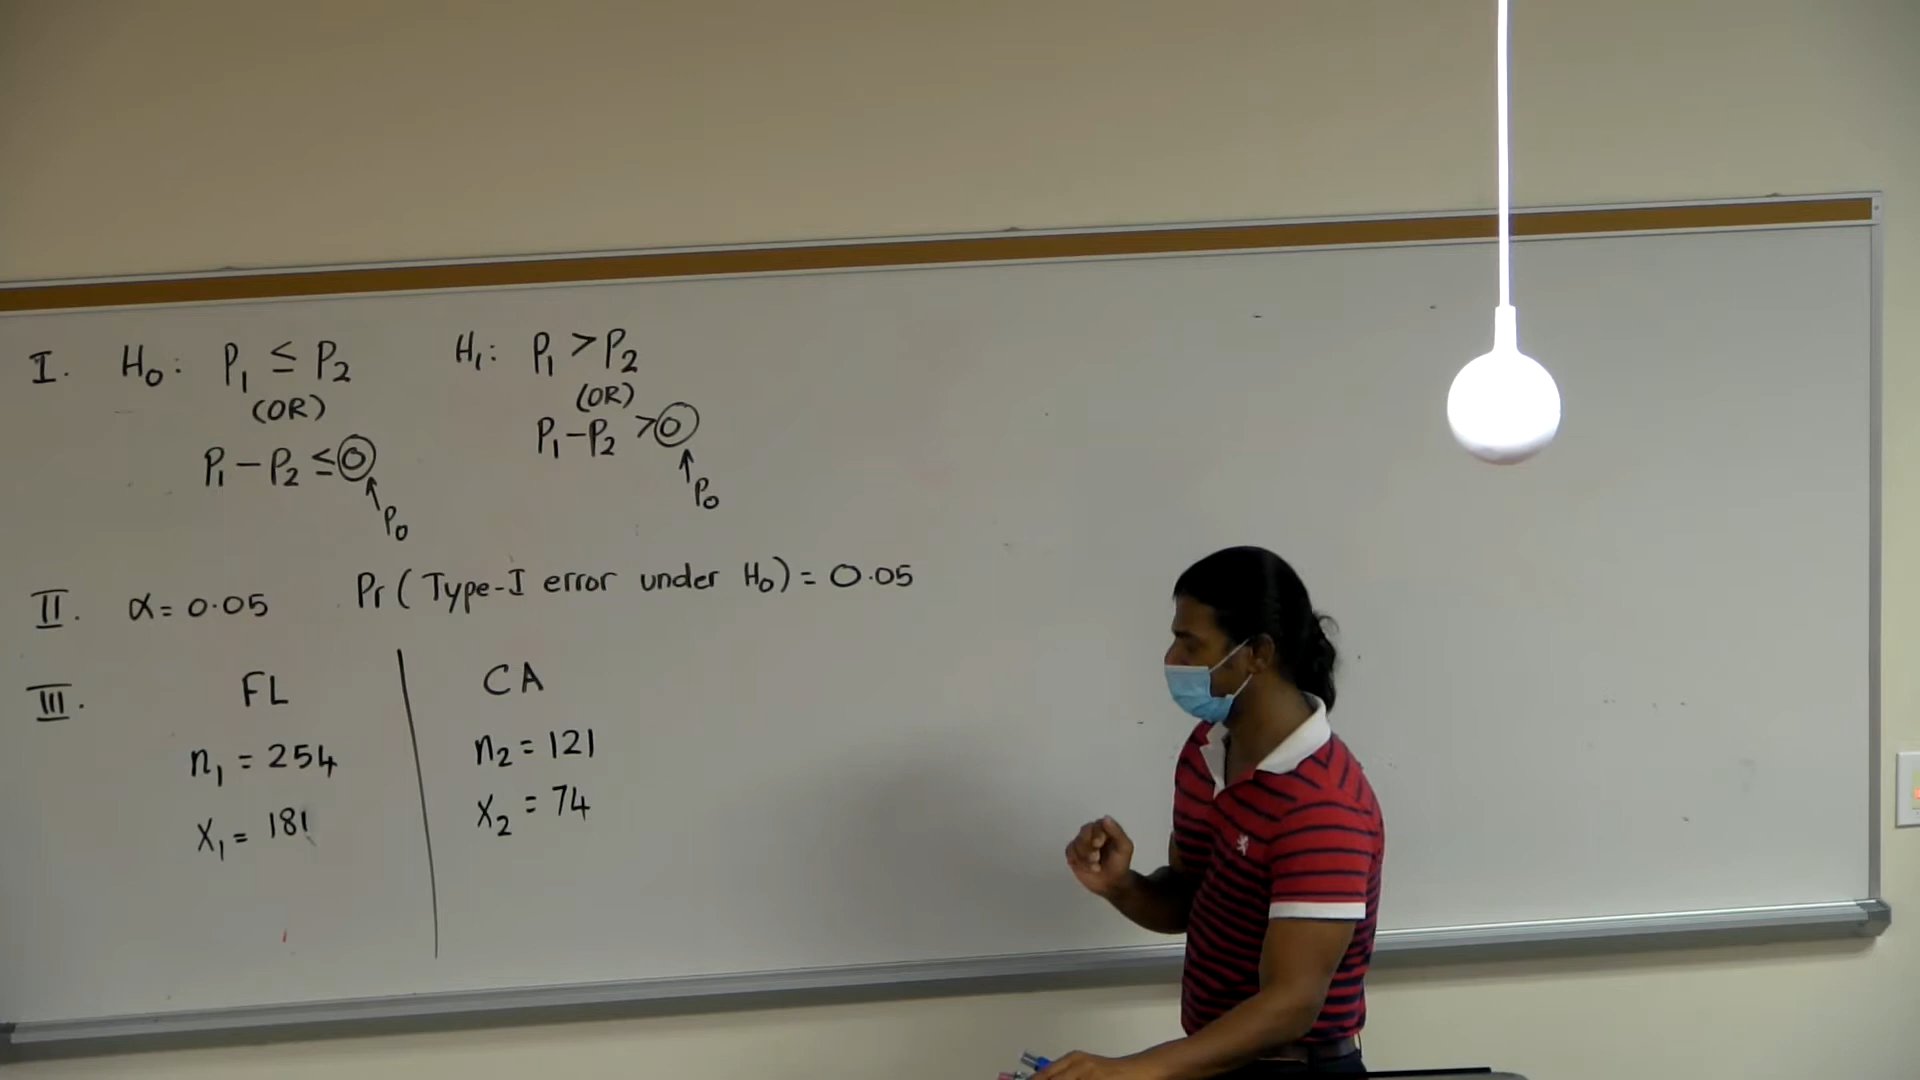 I. H₀: P₁ ≤ P₂ H₁: P₁ > P₂
(OR) (OR)
P₁ − P₂ ≤ 0 P₁ − P₂ > 0
↑ ↑
P₀ P₀
II. α = 0.05 Pr ( Type-I error under H₀) = 0.05
III. FL CA
n₁ = 254 n₂ = 121
X₁ = 181 X₂ = 74